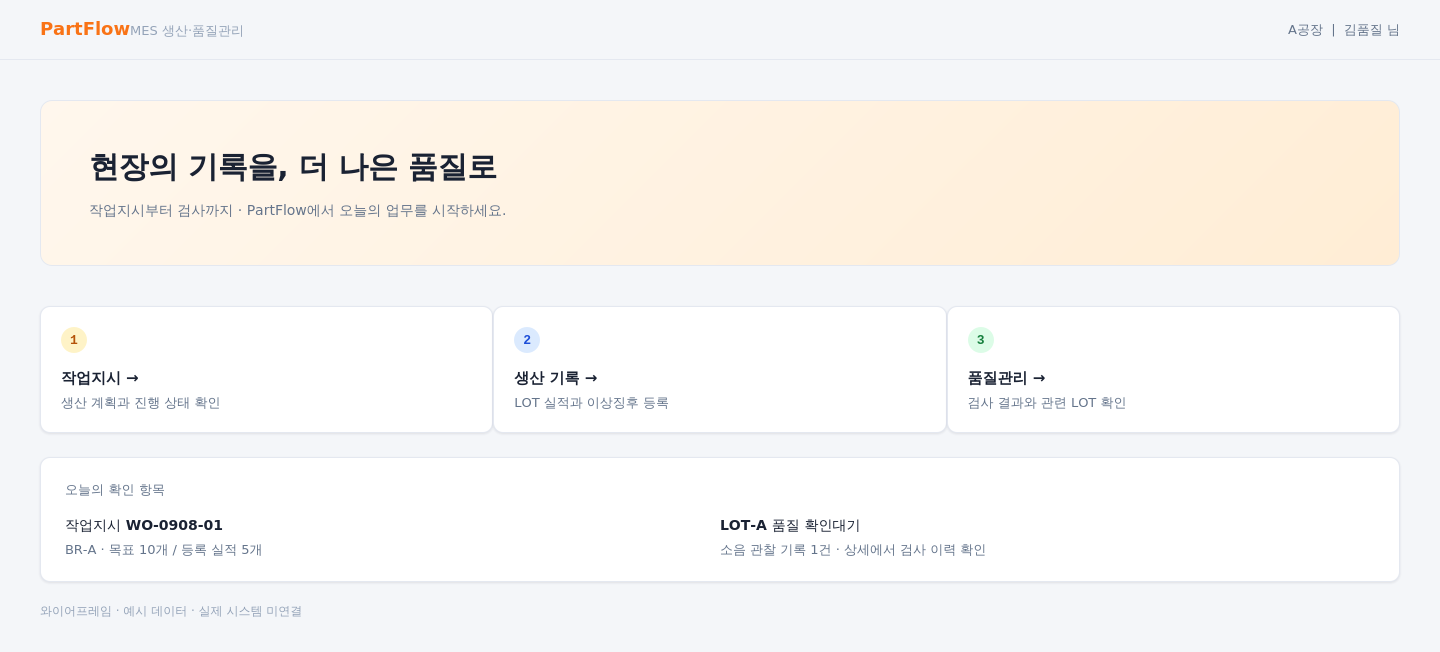 PartFlow MES 생산·품질관리
A공장 | 김품질 님
현장의 기록을, 더 나은 품질로
작업지시부터 검사까지 · PartFlow에서 오늘의 업무를 시작하세요.
1
작업지시 →
생산 계획과 진행 상태 확인
2
생산 기록 →
LOT 실적과 이상징후 등록
3
품질관리 →
검사 결과와 관련 LOT 확인
오늘의 확인 항목
작업지시 WO-0908-01
BR-A · 목표 10개 / 등록 실적 5개
LOT-A 품질 확인대기
소음 관찰 기록 1건 · 상세에서 검사 이력 확인
와이어프레임 · 예시 데이터 · 실제 시스템 미연결